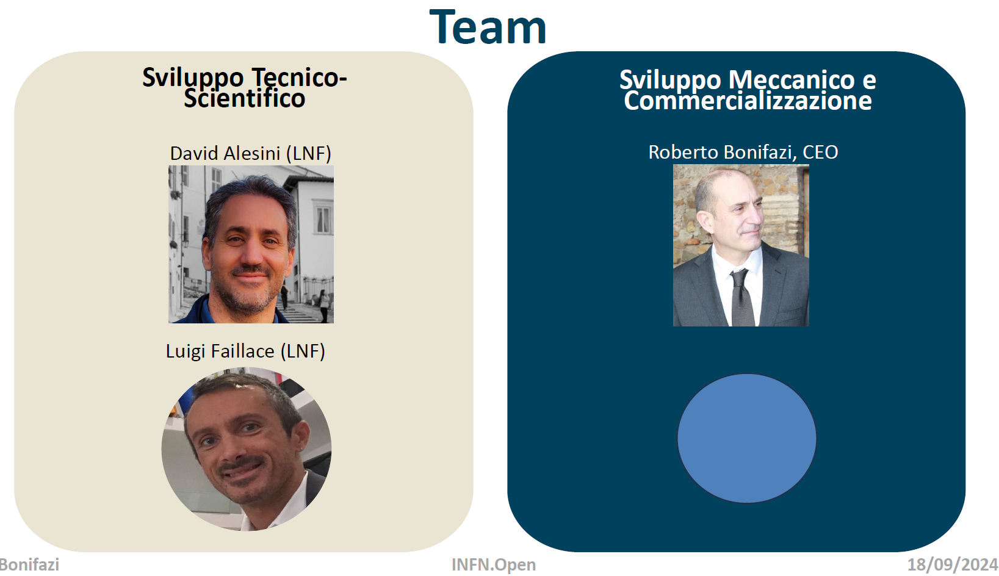 Team
Sviluppo Tecnico-
Scientifico
David Alesini (LNF)
Luigi Faillace (LNF)
Sviluppo Meccanico e
Commercializzazione
Roberto Bonifazi, CEO
Bonifazi
INFN.Open
18/09/2024